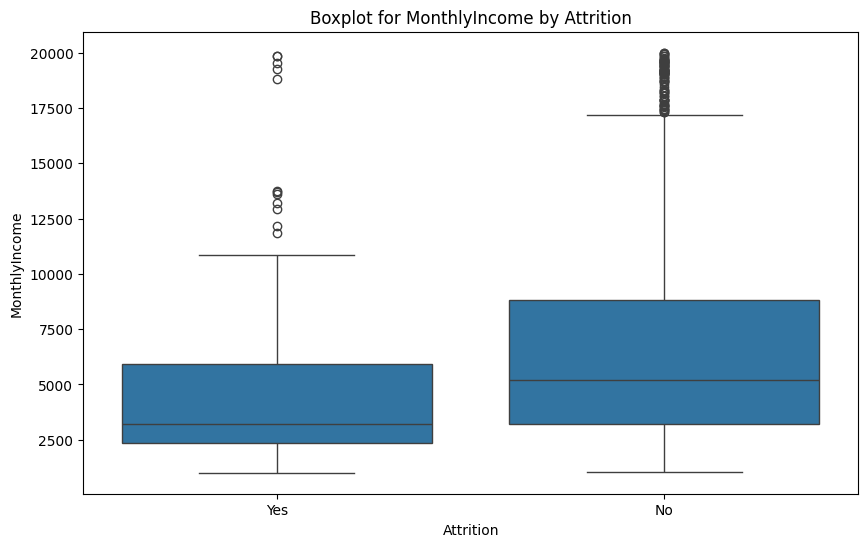 Boxplot for MonthlyIncome by Attrition
20000
17500
15000
12500
10000
7500
5000
2500
MonthlyIncome
Yes
No
Attrition